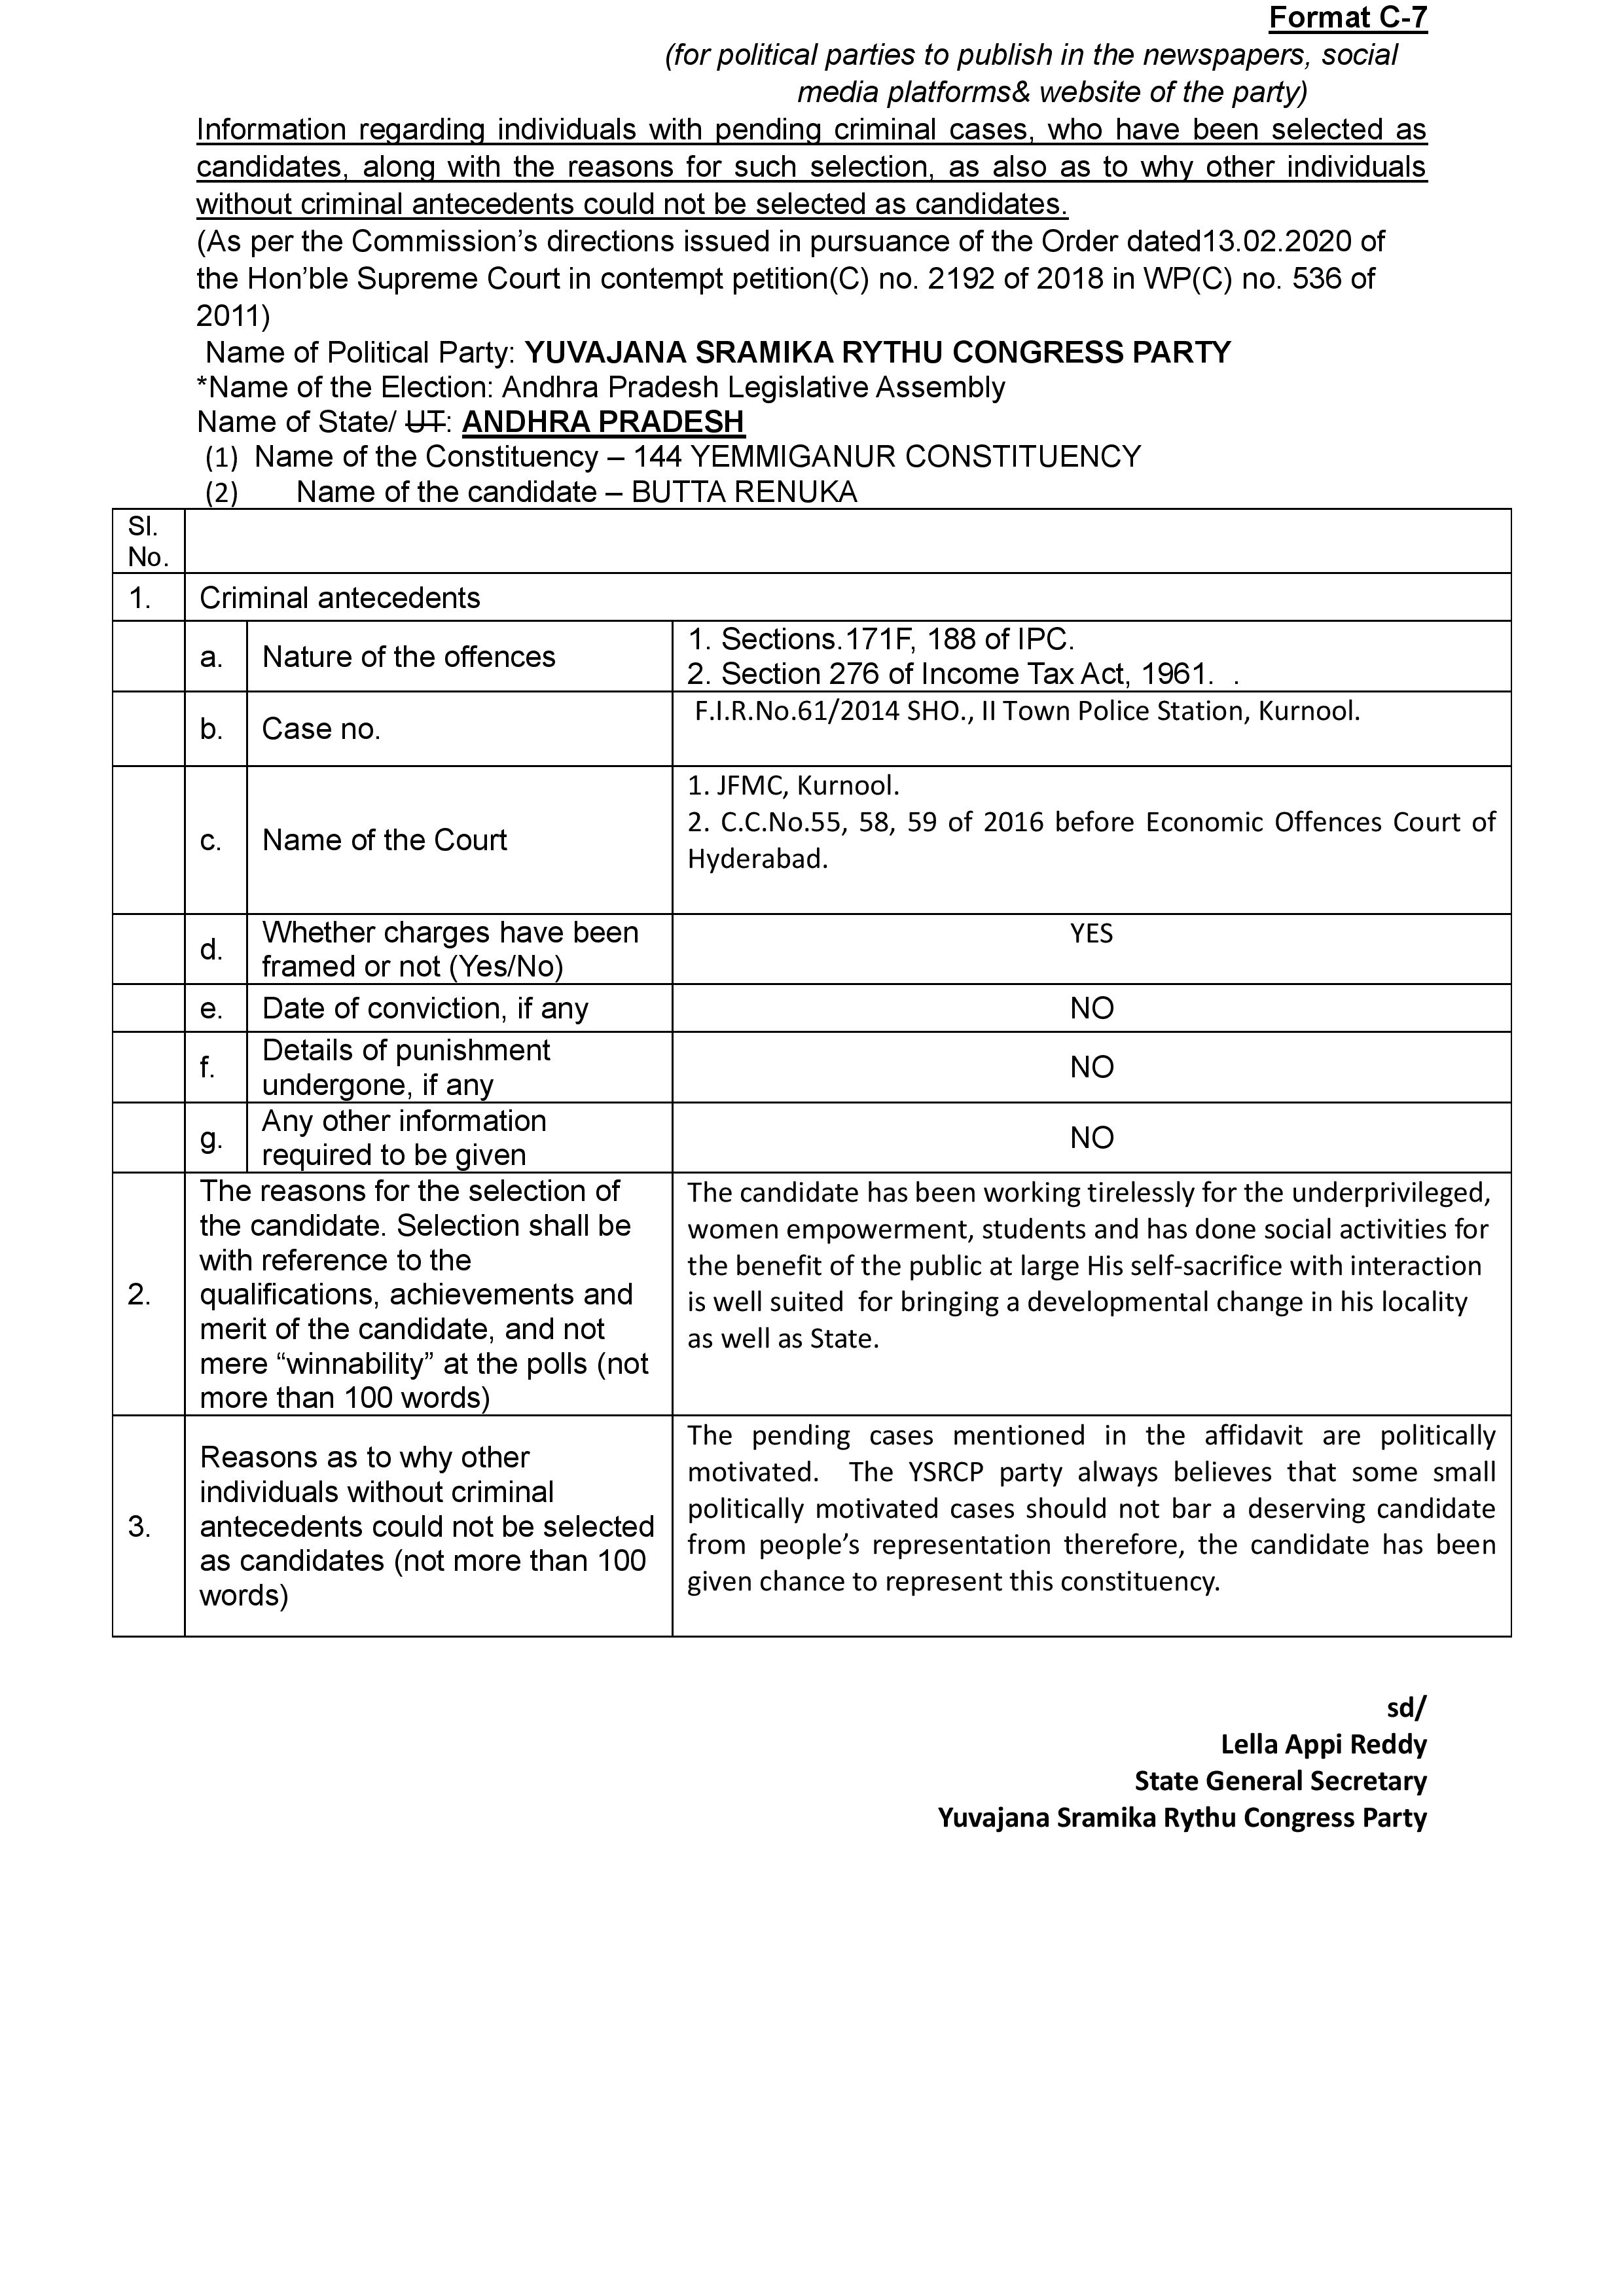 Format C-7
(for political parties to publish in the newspapers, social
media platforms& website of the party)
Information regarding individuals with pending criminal cases, who have been selected as
candidates, along with the reasons for such selection, as also as to why other individuals
without criminal antecedents could not be selected as candidates.
(As per the Commission’s directions issued in pursuance of the Order dated13.02.2020 of
the Hon’ble Supreme Court in contempt petition(C) no. 2192 of 2018 in WP(C) no. 536 of
2011)
Name of Political Party: YUVAJANA SRAMIKA RYTHU CONGRESS PARTY
*Name of the Election: Andhra Pradesh Legislative Assembly
Name of State/ UT: ANDHRA PRADESH
(1) Name of the Constituency – 144 YEMMIGANUR CONSTITUENCY
(2) Name of the candidate – BUTTA RENUKA
Sl.
No.
1. Criminal antecedents
a. Nature of the offences
1. Sections.171F, 188 of IPC.
2. Section 276 of Income Tax Act, 1961. .
b. Case no.
F.I.R.No.61/2014 SHO., II Town Police Station, Kurnool.
c. Name of the Court
1. JFMC, Kurnool.
2. C.C.No.55, 58, 59 of 2016 before Economic Offences Court of
Hyderabad.
d. Whether charges have been
framed or not (Yes/No)
YES
e. Date of conviction, if any
NO
f. Details of punishment
undergone, if any
NO
g. Any other information
required to be given
NO
2.
The reasons for the selection of
the candidate. Selection shall be
with reference to the
qualifications, achievements and
merit of the candidate, and not
mere “winnability” at the polls (not
more than 100 words)
The candidate has been working tirelessly for the underprivileged,
women empowerment, students and has done social activities for
the benefit of the public at large His self-sacrifice with interaction
is well suited for bringing a developmental change in his locality
as well as State.
3.
Reasons as to why other
individuals without criminal
antecedents could not be selected
as candidates (not more than 100
words)
The pending cases mentioned in the affidavit are politically
motivated. The YSRCP party always believes that some small
politically motivated cases should not bar a deserving candidate
from people’s representation therefore, the candidate has been
given chance to represent this constituency.
sd/
Lella Appi Reddy
State General Secretary
Yuvajana Sramika Rythu Congress Party